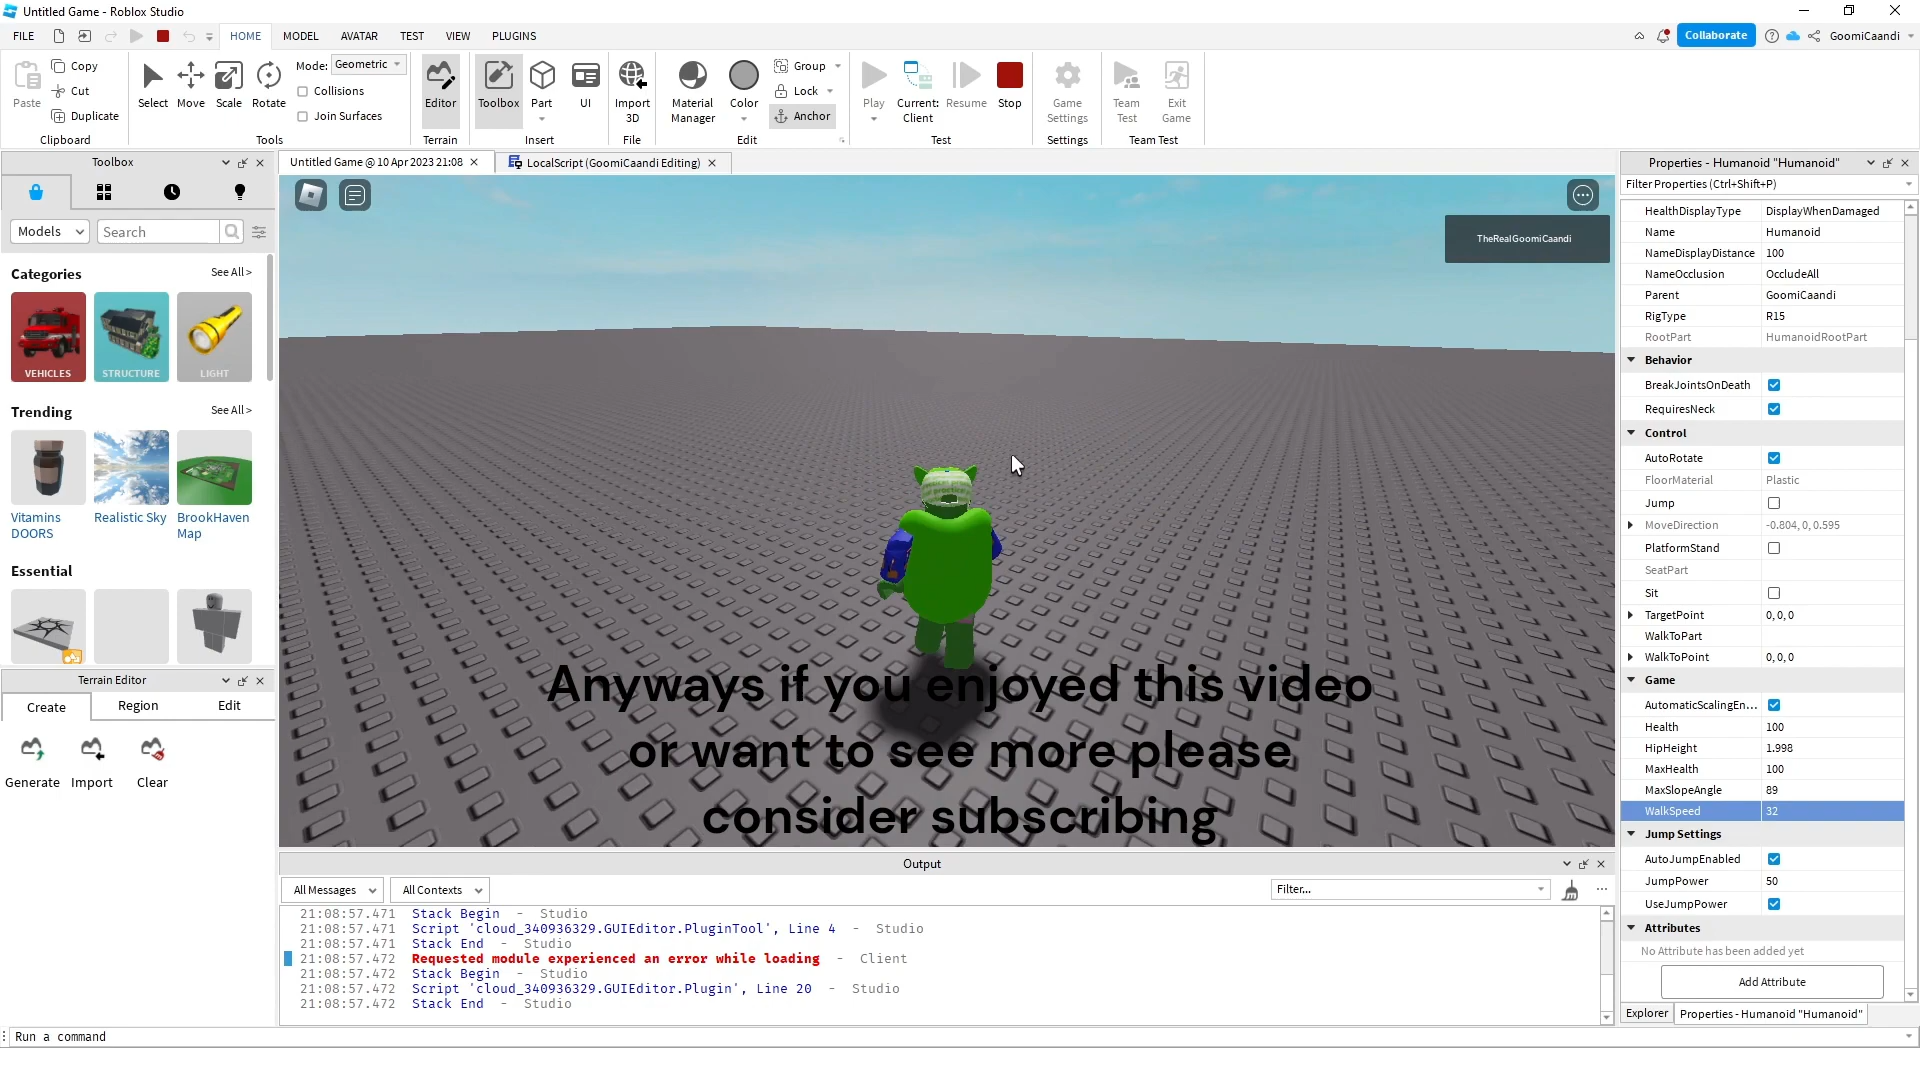 Untitled Game - Roblox Studio
FILE HOME MODEL AVATAR TEST VIEW PLUGINS Collaborate GoomiCaandi
Paste Copy Cut Duplicate Clipboard
Select Move Scale Rotate Mode: Geometric Collisions Join Surfaces Tools
Editor Terrain
Toolbox Part UI Insert
Import 3D File
Material Manager Color Group Lock Anchor Edit
Play Current: Client Resume Stop Test
Game Settings Settings
Team Test Exit Game Team Test
Toolbox
Models Search
Categories See All >
VEHICLES STRUCTURE LIGHT
Trending See All >
Vitamins DOORS
Realistic Sky
BrookHaven Map
Essential
Terrain Editor
Create Region Edit
Generate Import Clear
Untitled Game @ 10 Apr 2023 21:08
LocalScript (GoomiCaandi Editing)
TheRealGoomiCaandi
Anyways if you enjoyed this video
or want to see more please
consider subscribing
Output
All Messages All Contexts Filter...
21:08:57.471 Stack Begin - Studio
21:08:57.471 Script 'cloud_340936329.GUIEditor.PluginTool', Line 4 - Studio
21:08:57.471 Stack End - Studio
21:08:57.472 Requested module experienced an error while loading - Client
21:08:57.472 Stack Begin - Studio
21:08:57.472 Script 'cloud_340936329.GUIEditor.Plugin', Line 20 - Studio
21:08:57.472 Stack End - Studio
Properties - Humanoid "Humanoid"
Filter Properties (Ctrl+Shift+P)
HealthDisplayType DisplayWhenDamaged
Name Humanoid
NameDisplayDistance 100
NameOcclusion OccludeAll
Parent GoomiCaandi
RigType R15
RootPart HumanoidRootPart
Behavior
BreakJointsOnDeath
RequiresNeck
Control
AutoRotate
FloorMaterial Plastic
Jump
MoveDirection -0.804, 0, 0.595
PlatformStand
SeatPart
Sit
TargetPoint 0, 0, 0
WalkToPart
WalkToPoint 0, 0, 0
Game
AutomaticScalingEn...
Health 100
HipHeight 1.998
MaxHealth 100
MaxSlopeAngle 89
WalkSpeed 32
Jump Settings
AutoJumpEnabled
JumpPower 50
UseJumpPower
Attributes
No Attribute has been added yet
Add Attribute
Explorer Properties - Humanoid "Humanoid"
Run a command